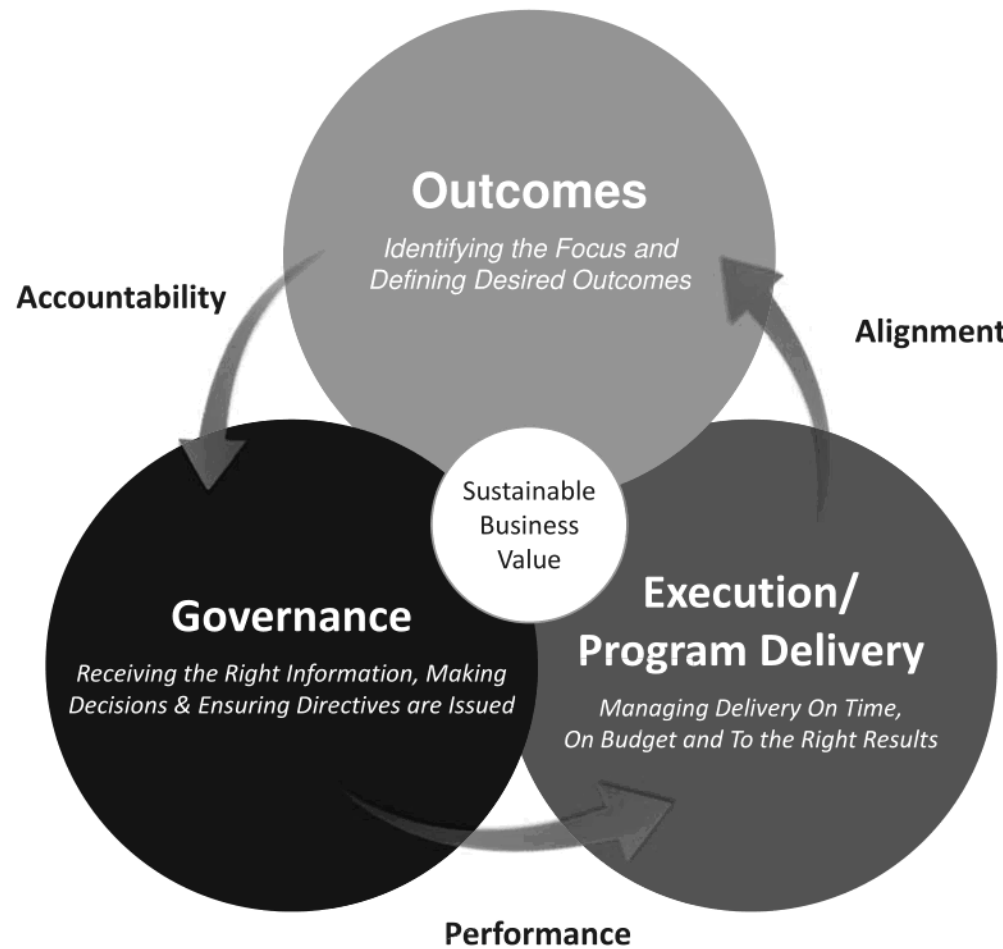 Outcomes
Identifying the Focus and
Defining Desired Outcomes
Accountability
Alignment
Sustainable
Business
Value
Governance
Receiving the Right Information, Making
Decisions & Ensuring Directives are Issued
Execution/
Program Delivery
Managing Delivery On Time,
On Budget and To the Right Results
Performance